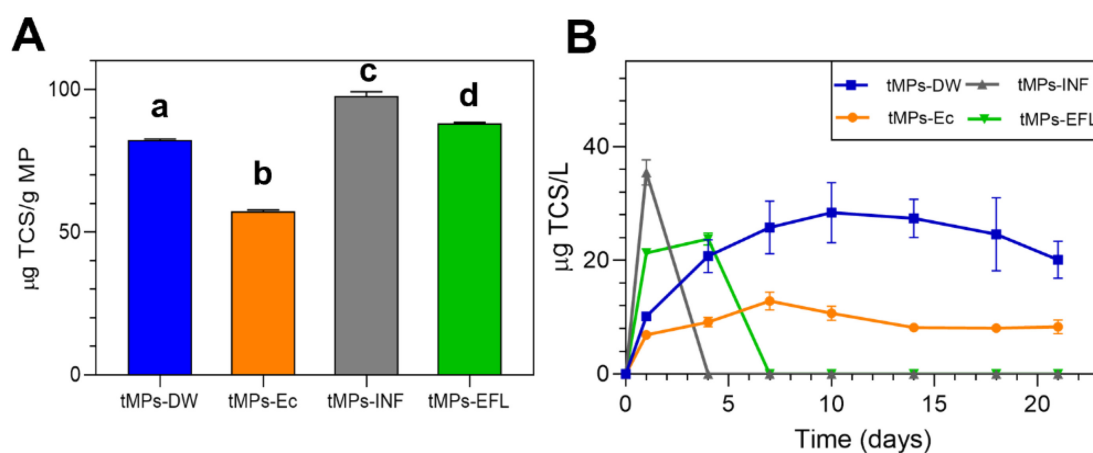 A
µg TCS/g MP
100
50
0
a
b
c
d
tMPs-DW
tMPs-Ec
tMPs-INF
tMPs-EFL
B
µg TCS/L
40
20
0
tMPs-DW
tMPs-INF
tMPs-Ec
tMPs-EFL
0 5 10 15 20
Time (days)